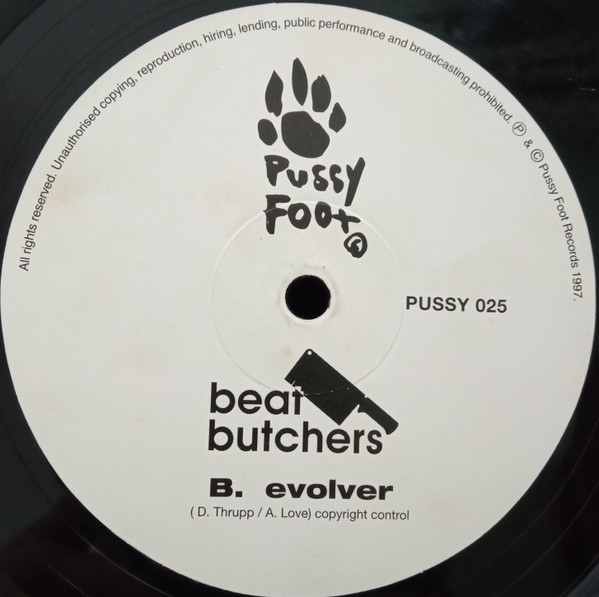 All rights reserved. Unauthorised copying, reproduction, hiring, lending, public performance and broadcasting prohibited. ℗ & © Pussy Foot Records 1997.
Pussy
Foot
PUSSY 025
beat
butchers
B. evolver
( D. Thrupp / A. Love) copyright control